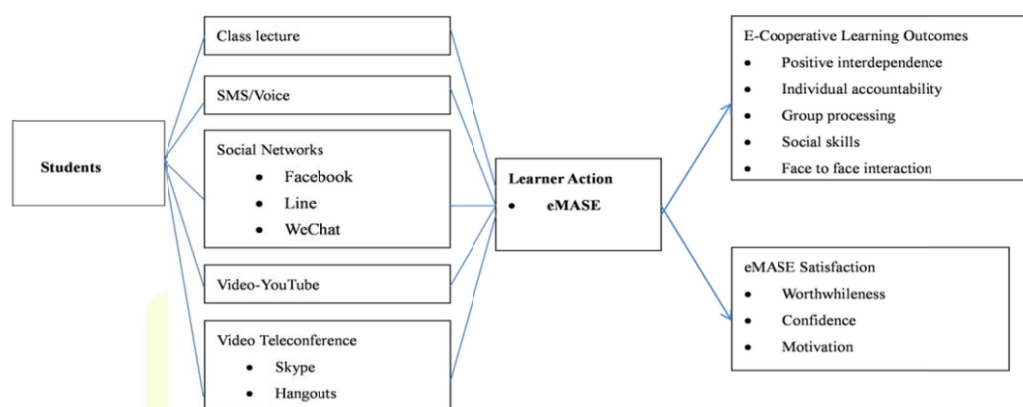 Students
Class lecture
SMS/Voice
Social Networks
• Facebook
• Line
• WeChat
Video-YouTube
Video Teleconference
• Skype
• Hangouts
Learner Action
• eMASE
E-Cooperative Learning Outcomes
• Positive interdependence
• Individual accountability
• Group processing
• Social skills
• Face to face interaction
eMASE Satisfaction
• Worthwhileness
• Confidence
• Motivation